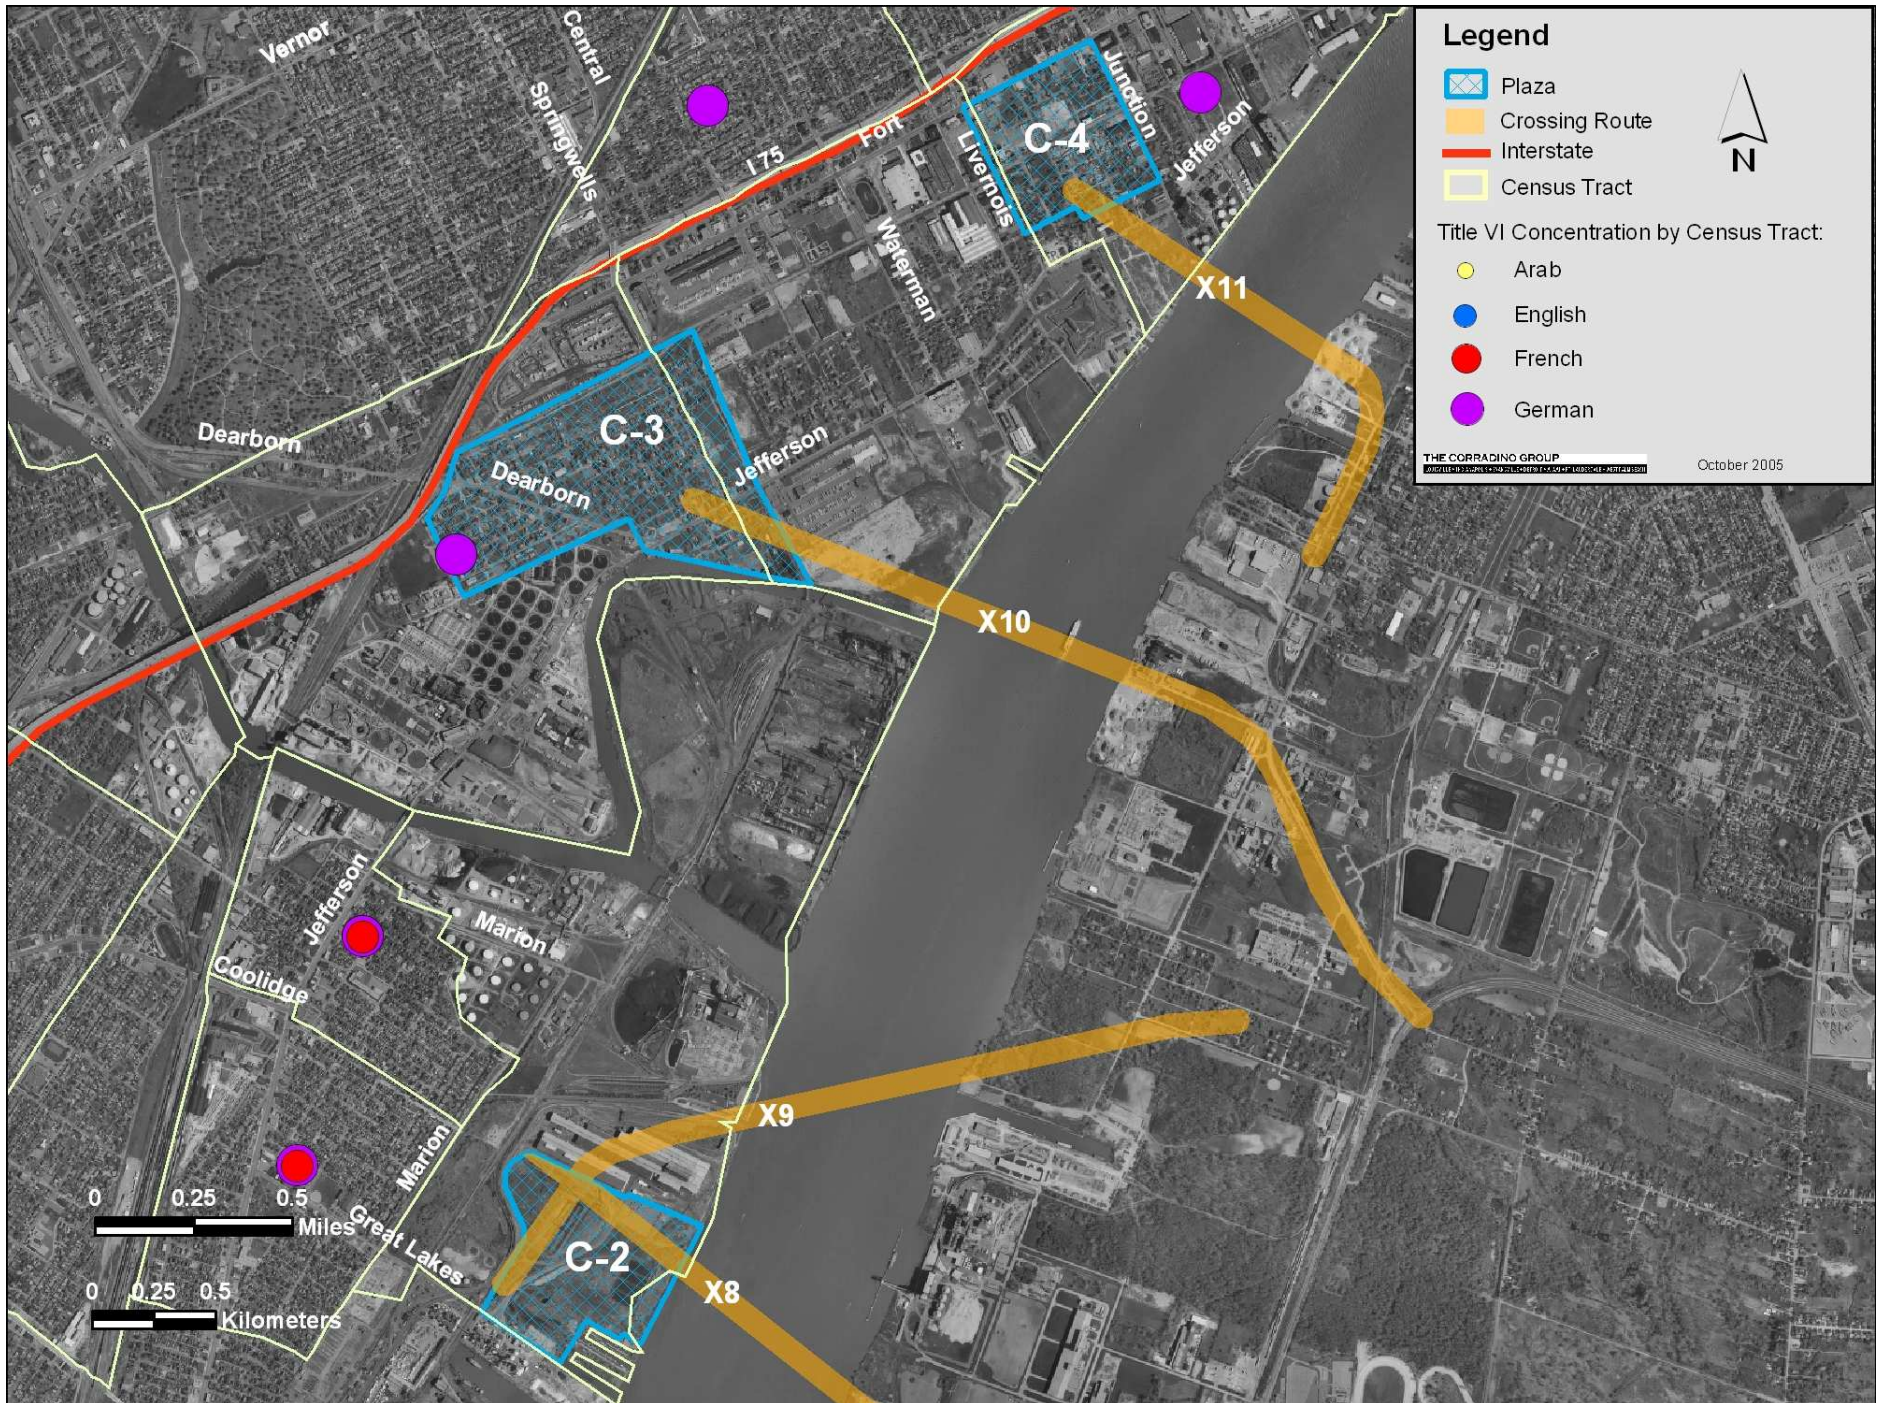 Legend
Plaza
Crossing Route
Interstate
Census Tract
N
Title VI Concentration by Census Tract:
Arab
English
French
German
THE CORRADINO GROUP
October 2005
Vernor
Central
Springwells
I 75
Fort
Livernois
Junction
Jefferson
C-4
Waterman
X11
Dearborn
C-3
Jefferson
Dearborn
X10
Jefferson
Marion
Coolidge
X9
Marion
0 0.25 0.5
Miles
Great Lakes
C-2
X8
0 0.25 0.5
Kilometers